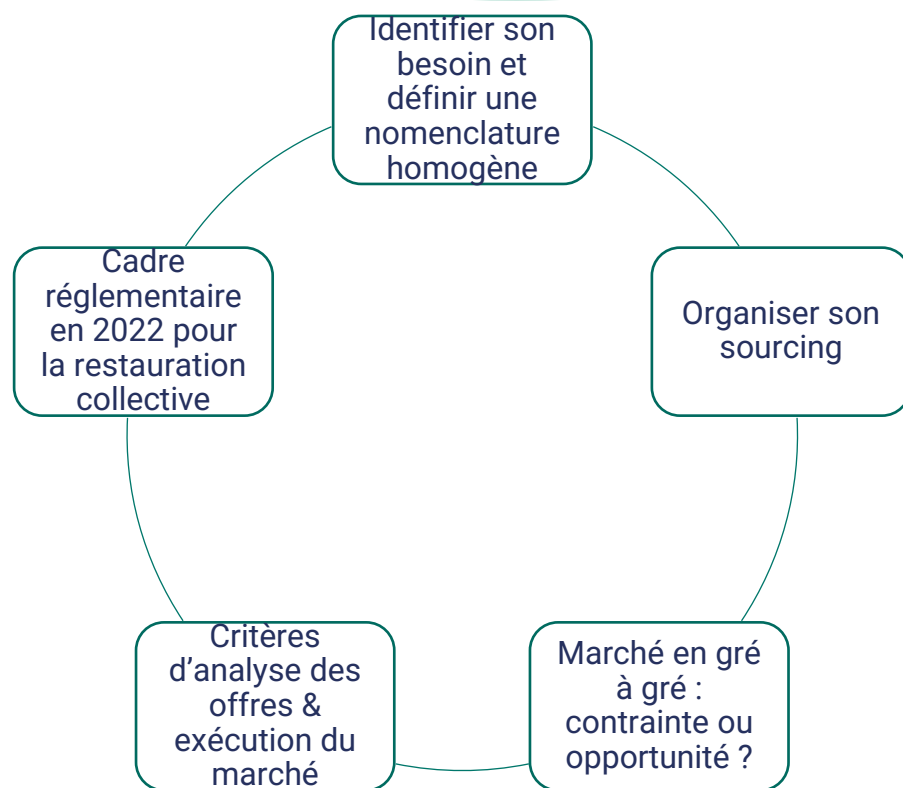 Identifier son
besoin et
définir une
nomenclature
homogène
Organiser son
sourcing
Marché en gré
à gré :
contrainte ou
opportunité ?
Critères
d’analyse des
offres &
exécution du
marché
Cadre
réglementaire
en 2022 pour
la restauration
collective